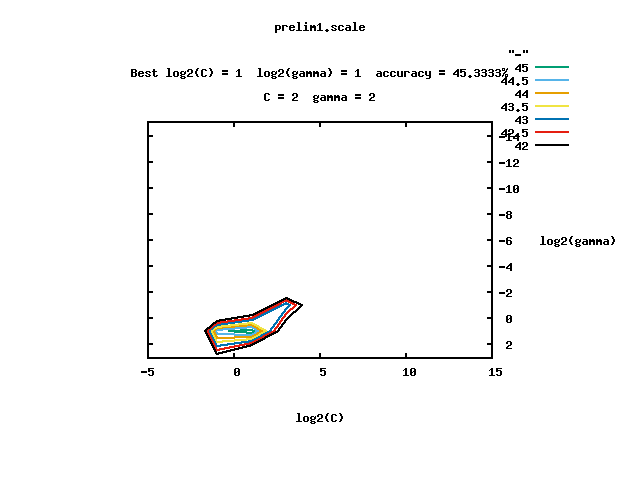 prelim1.scale
"-"
Best log2(C) = 1 log2(gamma) = 1 accuracy = 45.3333%
C = 2 gamma = 2
45
44.5
44
43.5
43
42.5
42
-14
-12
-10
-8
-6
-4
-2
0
2
log2(gamma)
-5 0 5 10 15
log2(C)